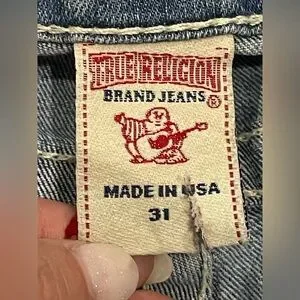 TRUE RELIGION
BRAND JEANS ®
MADE IN USA
31